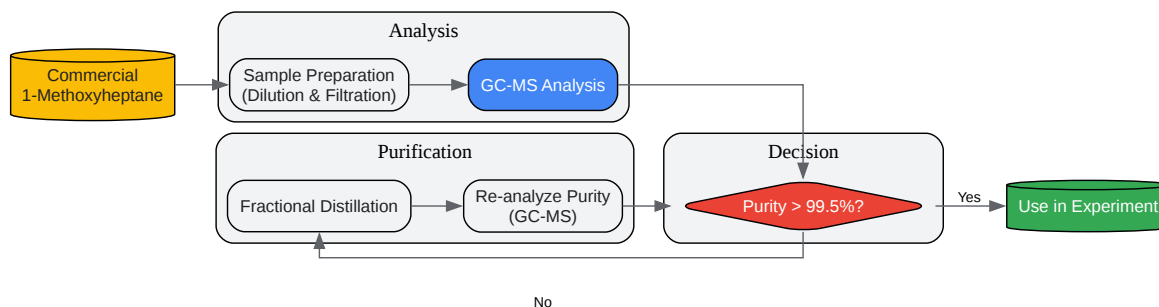 Analysis
Commercial
1-Methoxyheptane
Sample Preparation
(Dilution & Filtration)
GC-MS Analysis
Purification
Fractional Distillation
Re-analyze Purity
(GC-MS)
Decision
Purity > 99.5%?
Yes
Use in Experiment
No